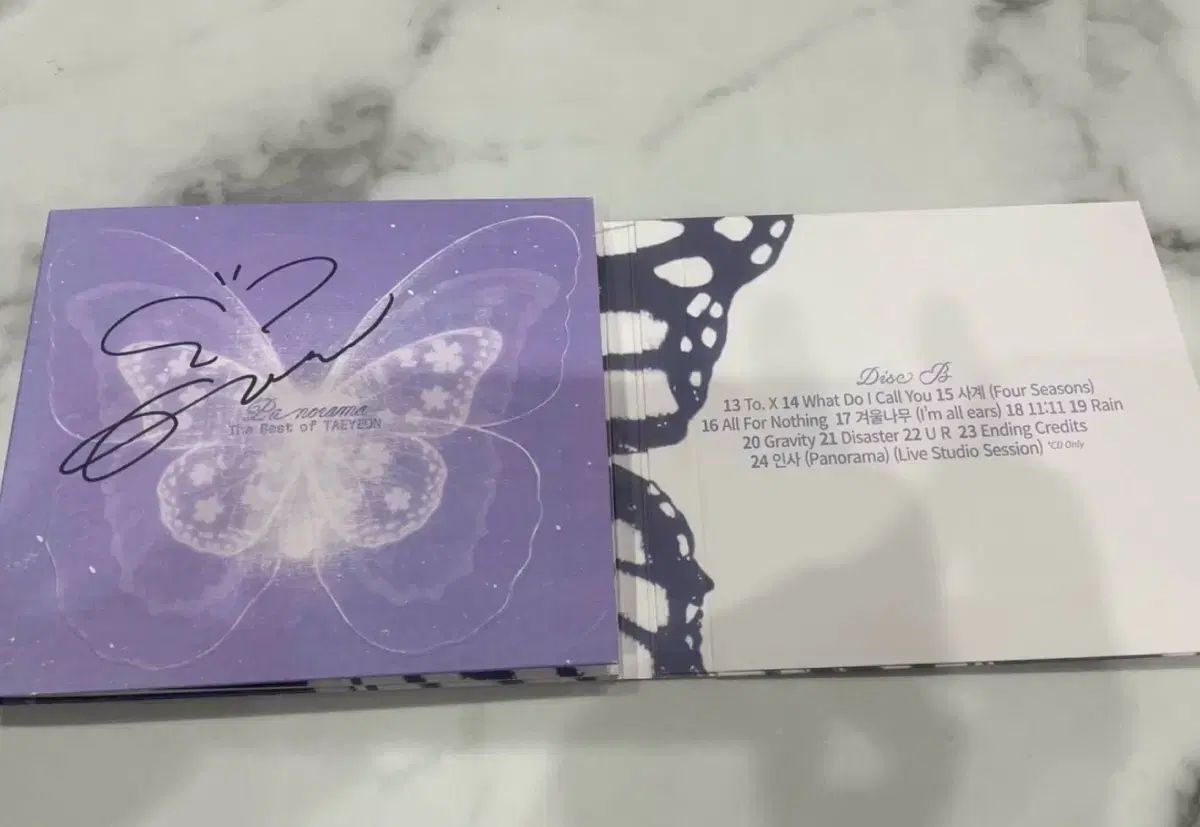 Panorama
The Best of TAEYEON
Disc B
13 To. X 14 What Do I Call You 15 사계 (Four Seasons)
16 All For Nothing 17 겨울나무 (I'm all ears) 18 11:11 19 Rain
20 Gravity 21 Disaster 22 U R 23 Ending Credits
24 인사 (Panorama) (Live Studio Session) *CD Only